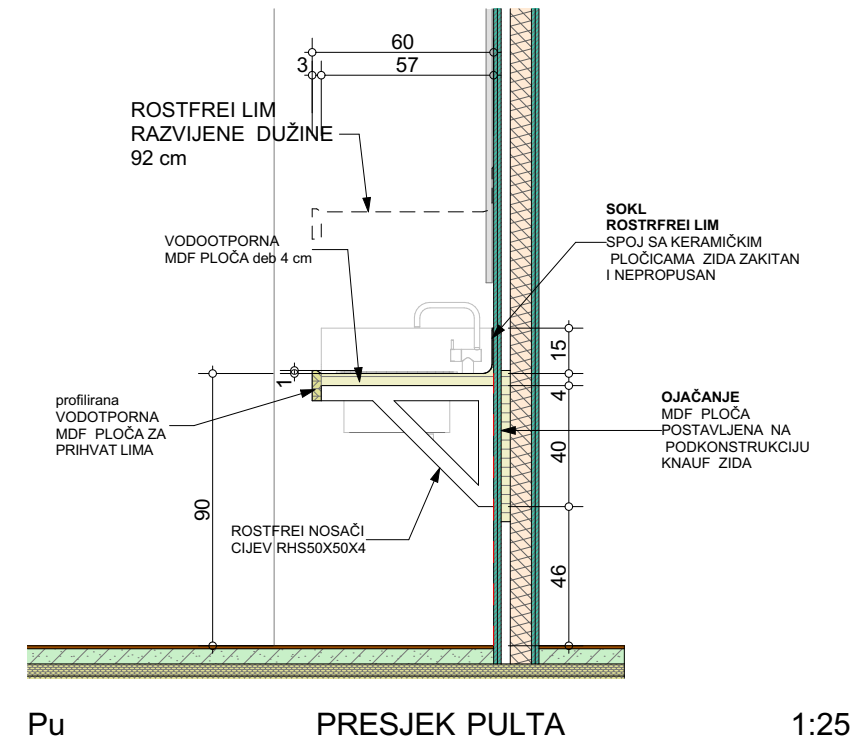 60
3 57
ROSTFREI LIM
RAZVIJENE DUŽINE
92 cm
SOKL
ROSTRFREI LIM
SPOJ SA KERAMIČKIM
PLOČICAMA ZIDA ZAKITAN
I NEPROPUSAN
VODOOTPORNA
MDF PLOČA deb 4 cm
15
1
4
profilirana
VODOTPORNA
MDF PLOČA ZA
PRIHVAT LIMA
OJAČANJE
MDF PLOČA
POSTAVLJENA NA
PODKONSTRUKCIJU
KNAUF ZIDA
40
90
ROSTFREI NOSAČI
CIJEV RHS50X50X4
46
Pu PRESJEK PULTA 1:25